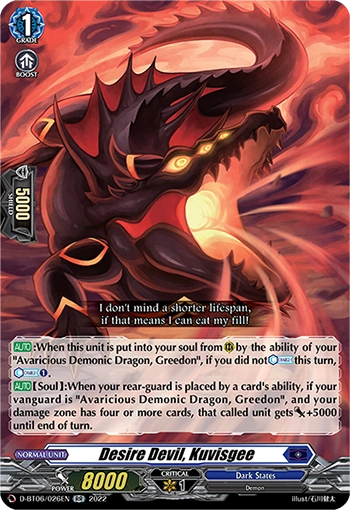 1
GRADE
BOOST
5000
SHIELD
I don't mind a shorter lifespan,
if that means I can eat my fill!
AUTO:When this unit is put into your soul from by the ability of your
"Avaricious Demonic Dragon, Greedon", if you did not this turn,
1.
AUTO【Soul】:When your rear-guard is placed by a card's ability, if your
vanguard is "Avaricious Demonic Dragon, Greedon", and your
damage zone has four or more cards, that called unit gets +5000
until end of turn.
NORMAL UNIT
Desire Devil, Kuvisgee
POWER 8000
CRITICAL
1
Dark States
Demon
D-BT06/026EN RR 2022
illust/石川健太